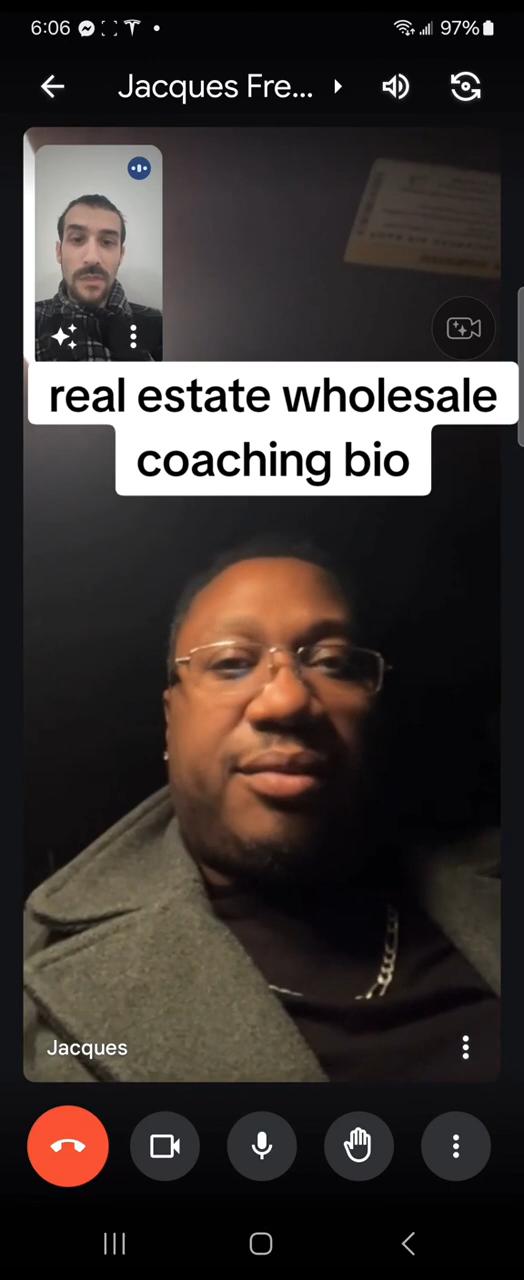 6:06
97%
Jacques Fre...
real estate wholesale
coaching bio
Jacques